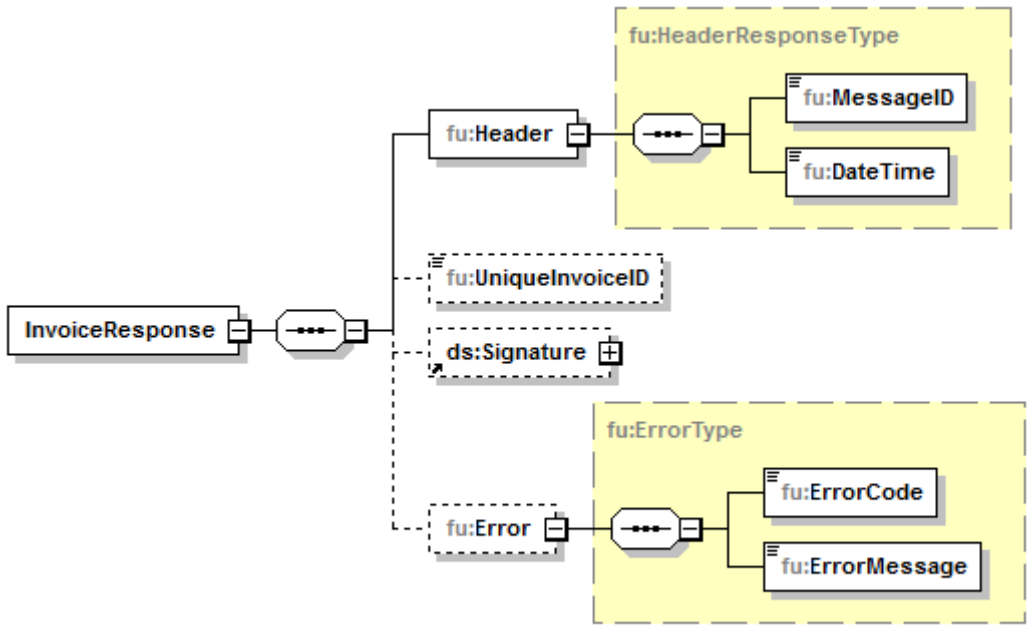 fu:HeaderResponseType
fu:MessageID
fu:Header
fu:DateTime
fu:UniqueInvoiceID
InvoiceResponse
ds:Signature
fu:ErrorType
fu:ErrorCode
fu:Error
fu:ErrorMessage